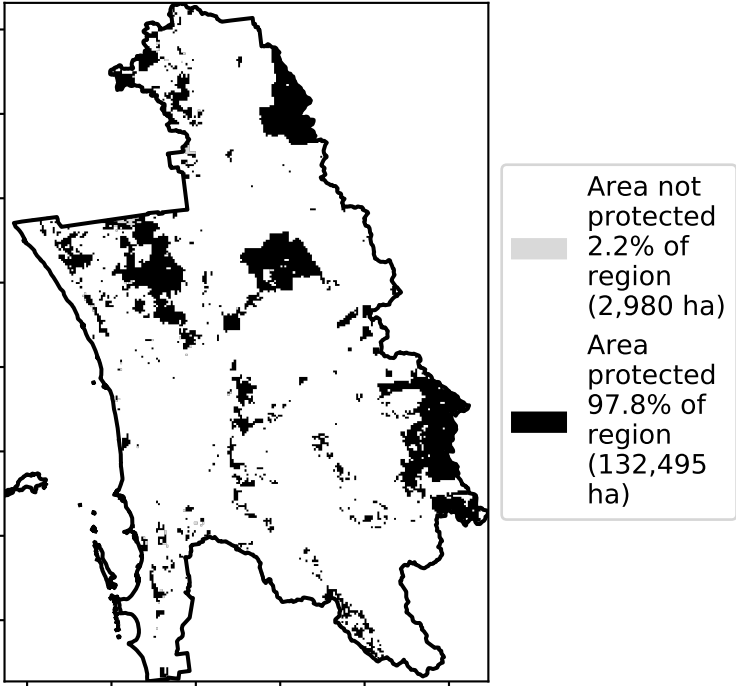 Area not
protected
2.2% of
region
(2,980 ha)
Area
protected
97.8% of
region
(132,495
ha)